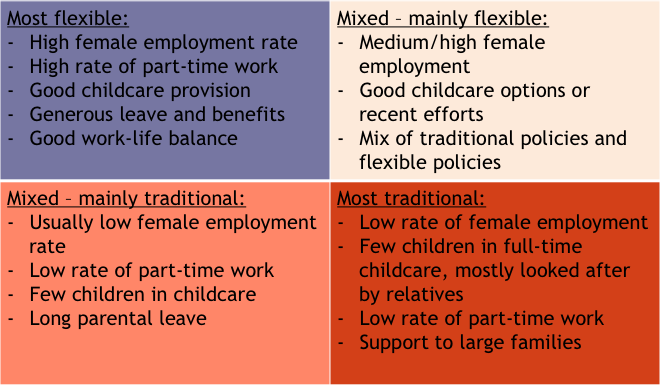 Most flexible:
- High female employment rate
- High rate of part-time work
- Good childcare provision
- Generous leave and benefits
- Good work-life balance
Mixed – mainly flexible:
- Medium/high female
employment
- Good childcare options or
recent efforts
- Mix of traditional policies and
flexible policies
Mixed – mainly traditional:
- Usually low female employment
rate
- Low rate of part-time work
- Few children in childcare
- Long parental leave
Most traditional:
- Low rate of female employment
- Few children in full-time
childcare, mostly looked after
by relatives
- Low rate of part-time work
- Support to large families